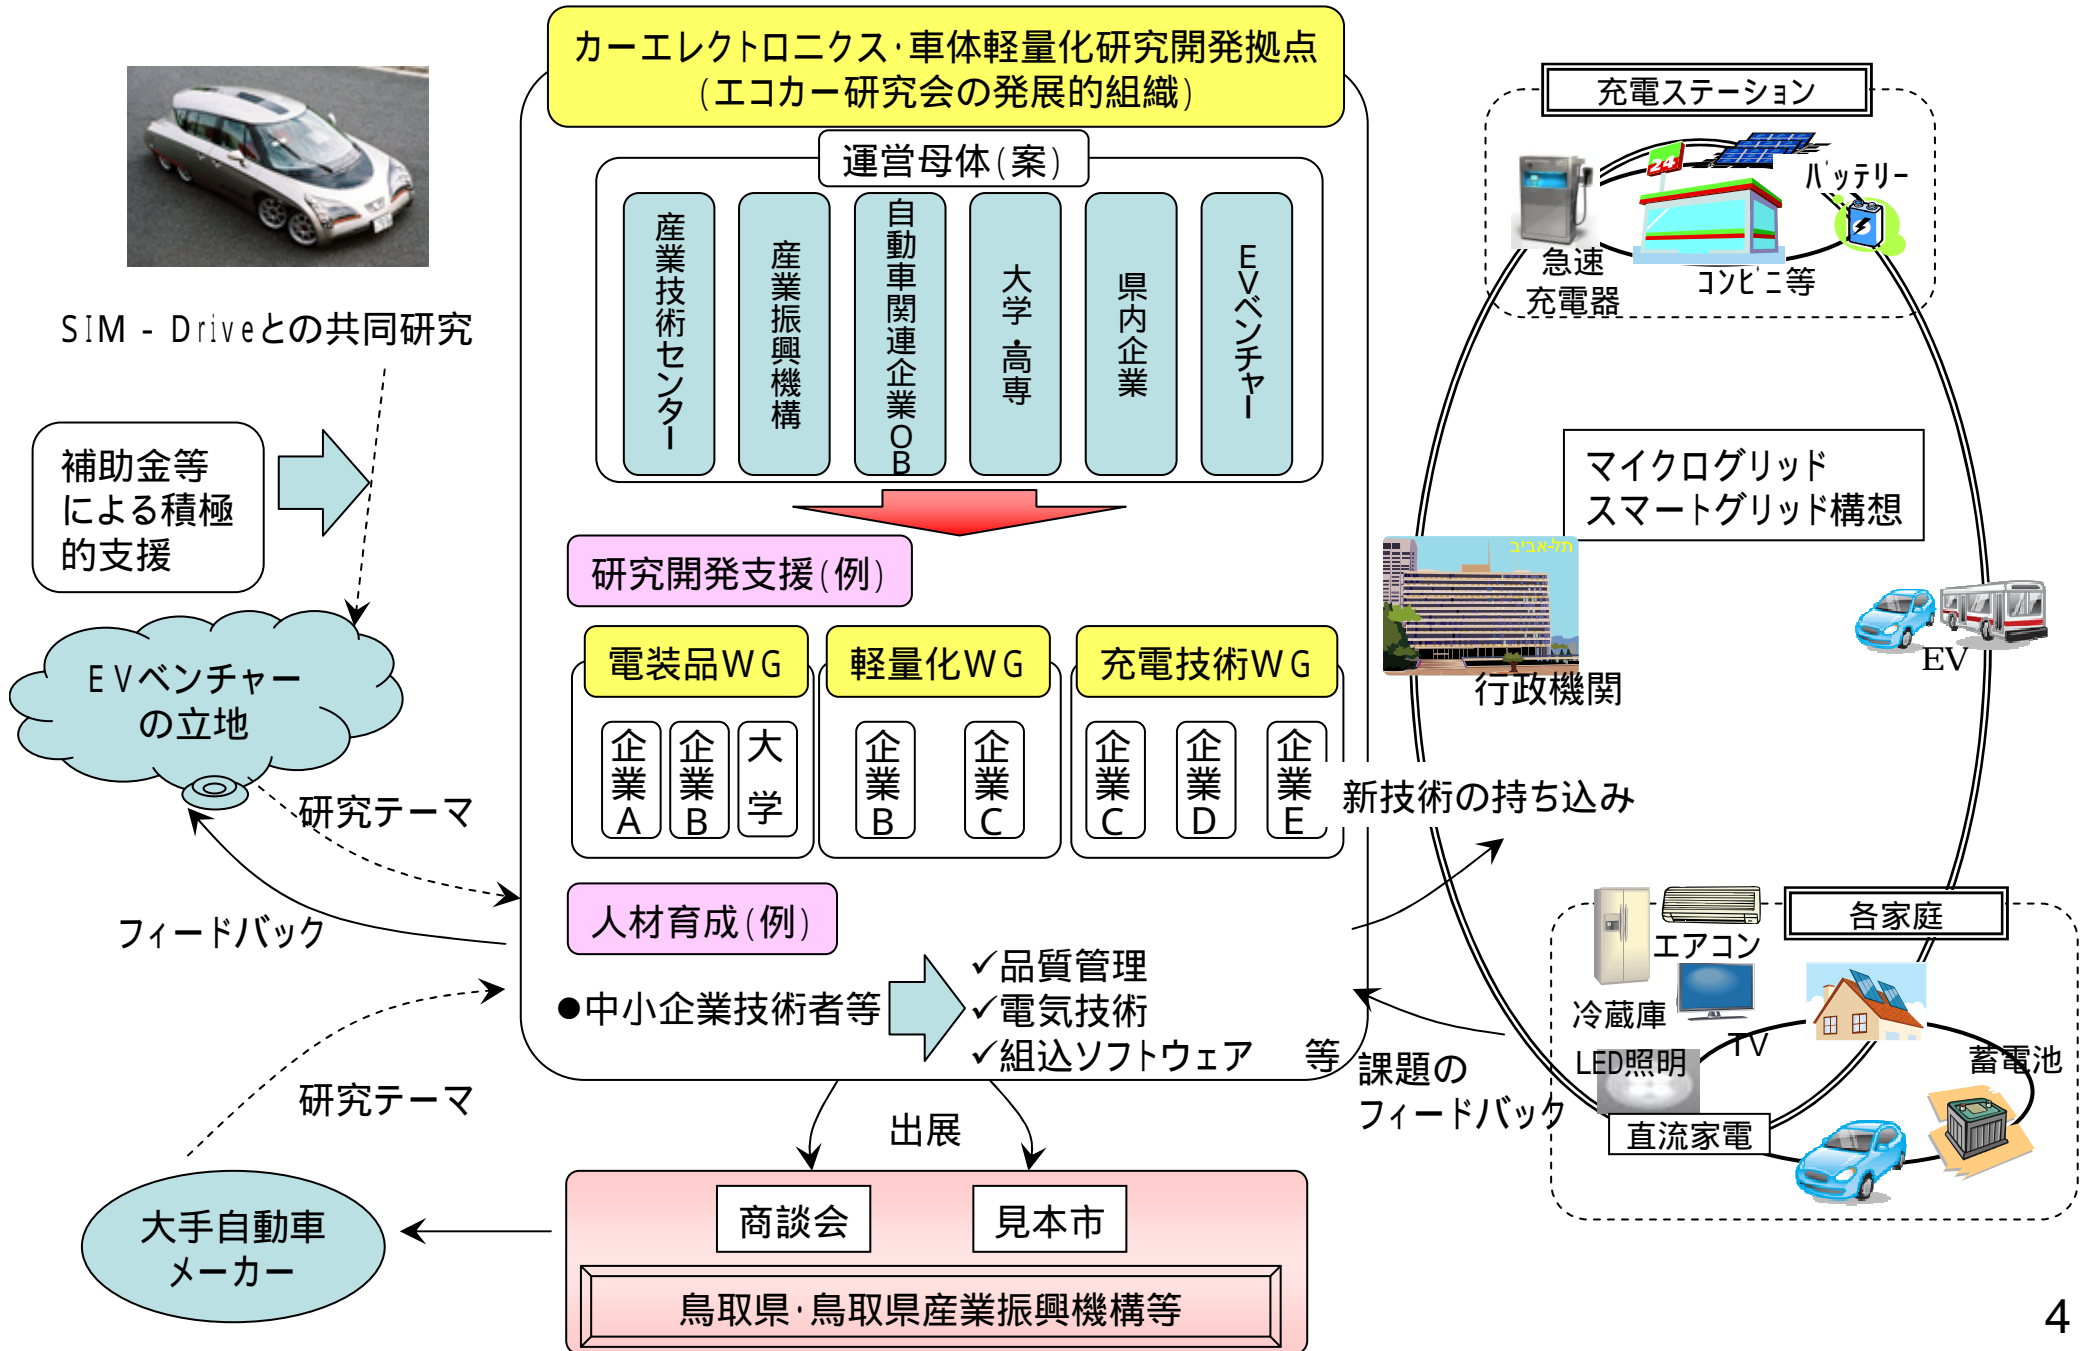 カーエレクトロニクス・車体軽量化研究開発拠点
(エコカー研究会の発展的組織)
運営母体(案)
産業技術センター
産業振興機構
自動車関連企業OB
大学・高専
県内企業
EVベンチャー
SIM - Driveとの共同研究
補助金等
による積極
的支援
EVベンチャー
の立地
研究テーマ
フィードバック
研究テーマ
大手自動車
メーカー
研究開発支援(例)
電装品WG
企業A
企業B
大学
軽量化WG
企業B
企業C
充電技術WG
企業C
企業D
企業E
人材育成(例)
●中小企業技術者等
✓品質管理
✓電気技術
✓組込ソフトウェア 等
出展
商談会
見本市
鳥取県・鳥取県産業振興機構等
新技術の持ち込み
課題の
フィードバック
充電ステーション
24
バッテリー
急速
充電器
コンビニ等
マイクログリッド
スマートグリッド構想
תל-אביב
行政機関
EV
各家庭
エアコン
冷蔵庫
TV
LED照明
蓄電池
直流家電
4